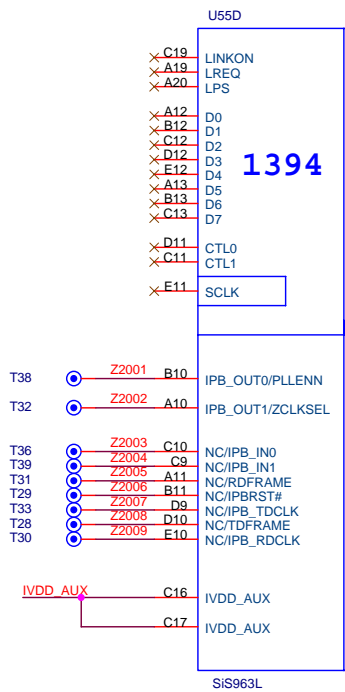 U55D
C19 LINKON
A19 LREQ
A20 LPS
A12 D0
B12 D1
C12 D2
D12 D3
E12 D4
A13 D5
B13 D6
C13 D7
1394
D11 CTL0
C11 CTL1
E11 SCLK
T38 Z2001 B10 IPB_OUT0/PLLENN
T32 Z2002 A10 IPB_OUT1/ZCLKSEL
T36 Z2003 C10 NC/IPB_IN0
T39 Z2004 C9 NC/IPB_IN1
T31 Z2005 A11 NC/RDFRAME
T29 Z2006 B11 NC/IPBRST#
T33 Z2007 D9 NC/IPB_TDCLK
T28 Z2008 D10 NC/TDFRAME
T30 Z2009 E10 NC/IPB_RDCLK
IVDD_AUX C16 IVDD_AUX
C17 IVDD_AUX
SiS963L